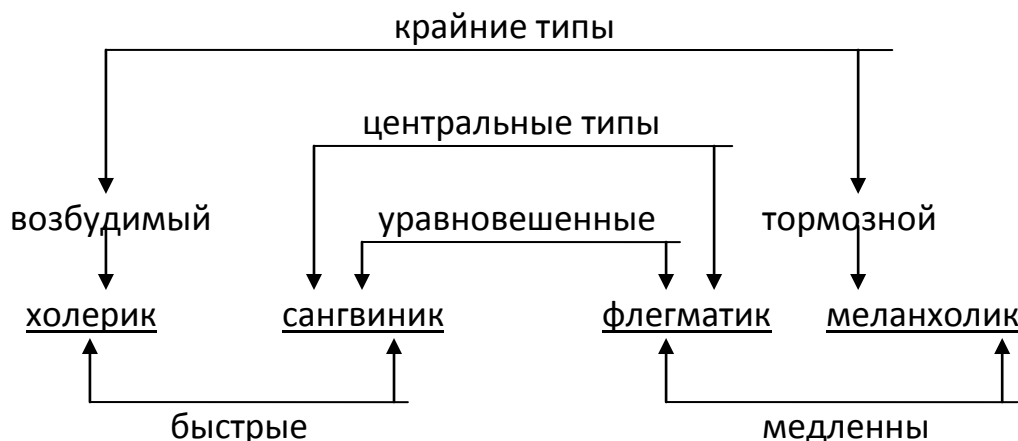 крайние типы
центральные типы
возбудимый уравновешенные тормозной
холерик сангвиник флегматик меланхолик
быстрые медленны